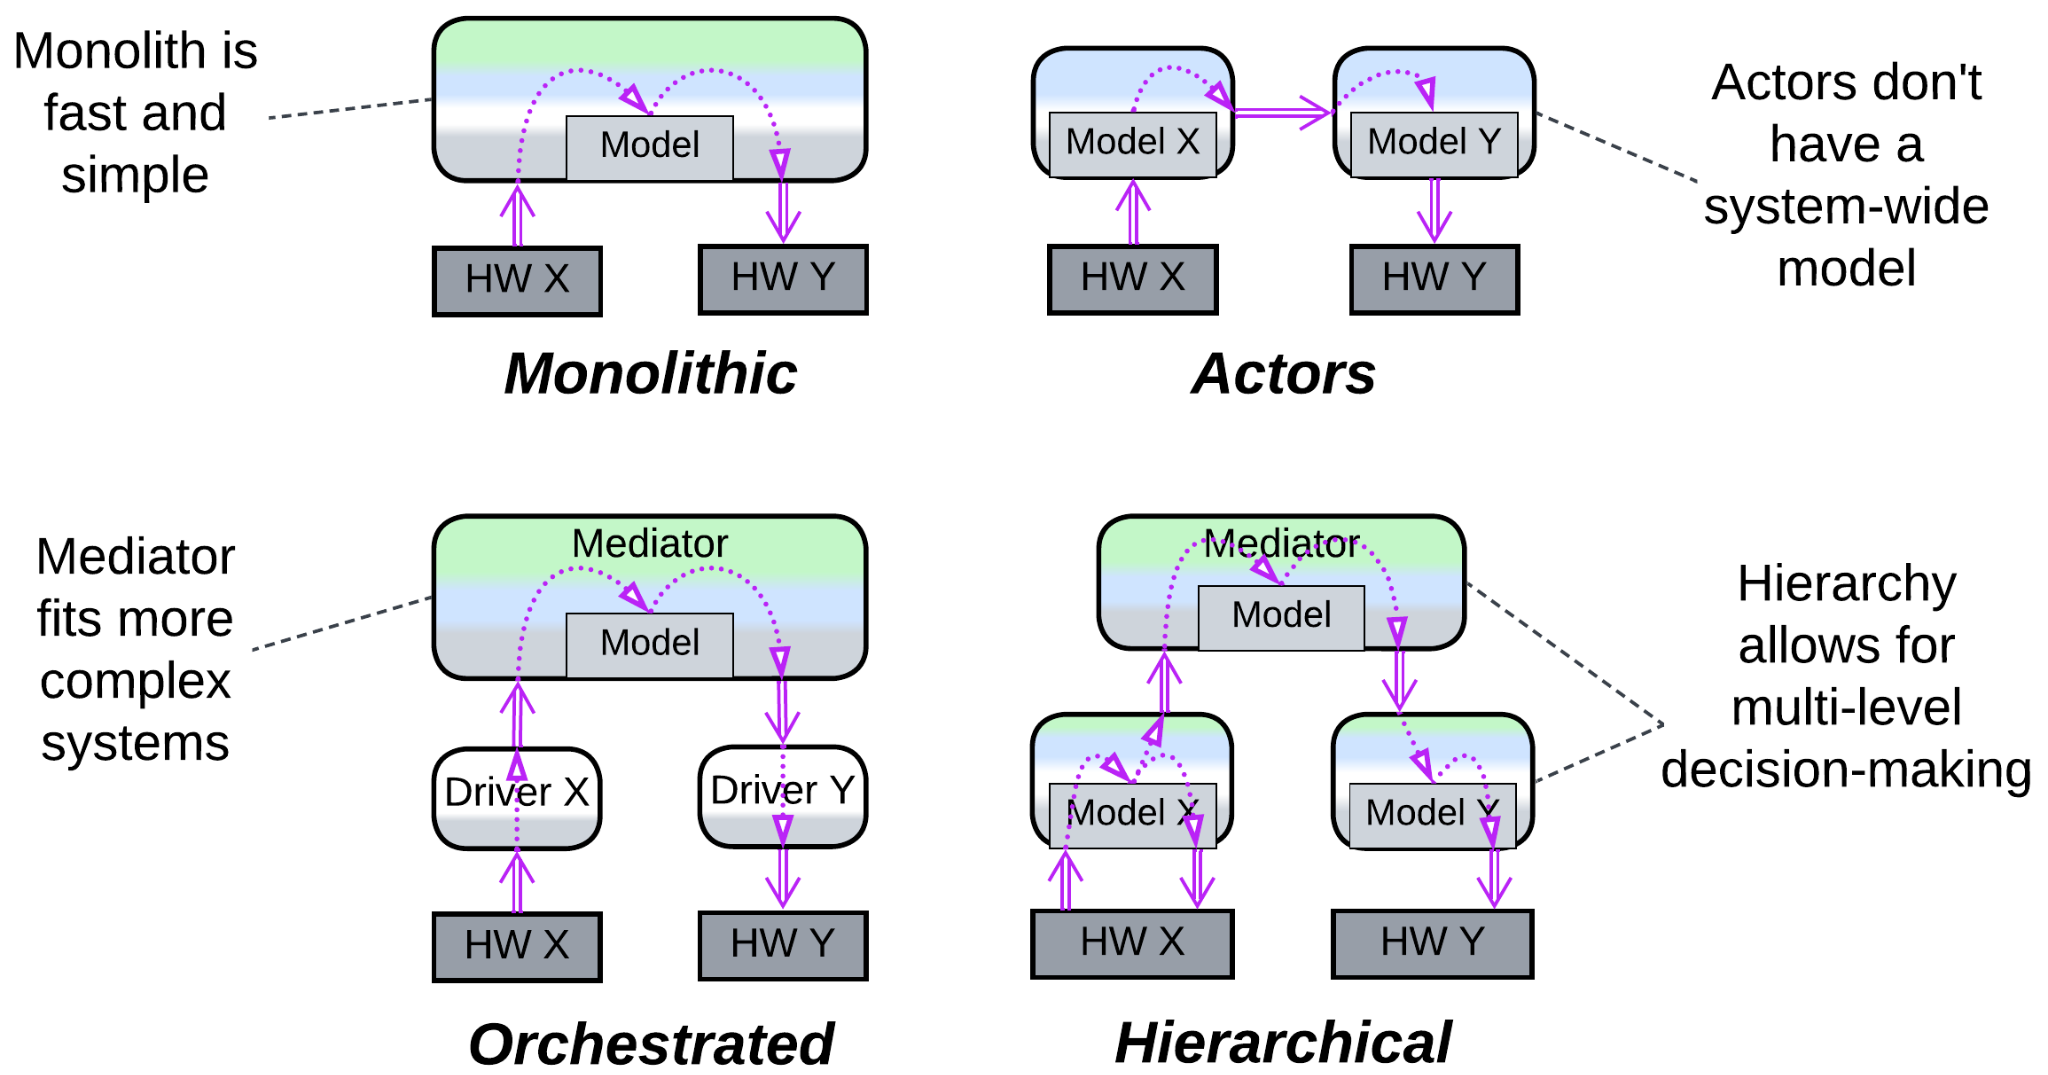 Monolith is
fast and
simple
Model
HW X
HW Y
Monolithic
Model X
Model Y
HW X
HW Y
Actors
Actors don't
have a
system-wide
model
Mediator
fits more
complex
systems
Mediator
Model
Driver X
Driver Y
HW X
HW Y
Orchestrated
Mediator
Model
Model X
Model Y
HW X
HW Y
Hierarchical
Hierarchy
allows for
multi-level
decision-making